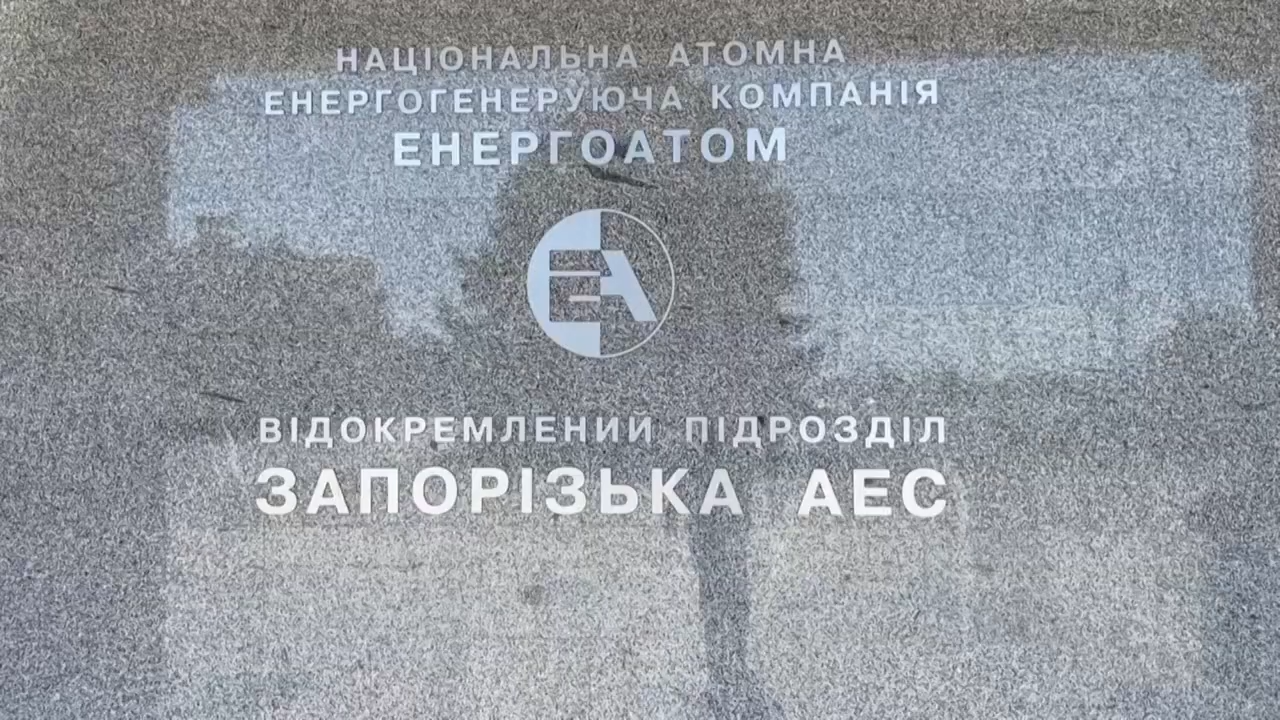 НАЦІОНАЛЬНА АТОМНА
ЕНЕРГОГЕНЕРУЮЧА КОМПАНІЯ
ЕНЕРГОАТОМ
ЕА
ВІДОКРЕМЛЕНИЙ ПІДРОЗДІЛ
ЗАПОРІЗЬКА АЕС